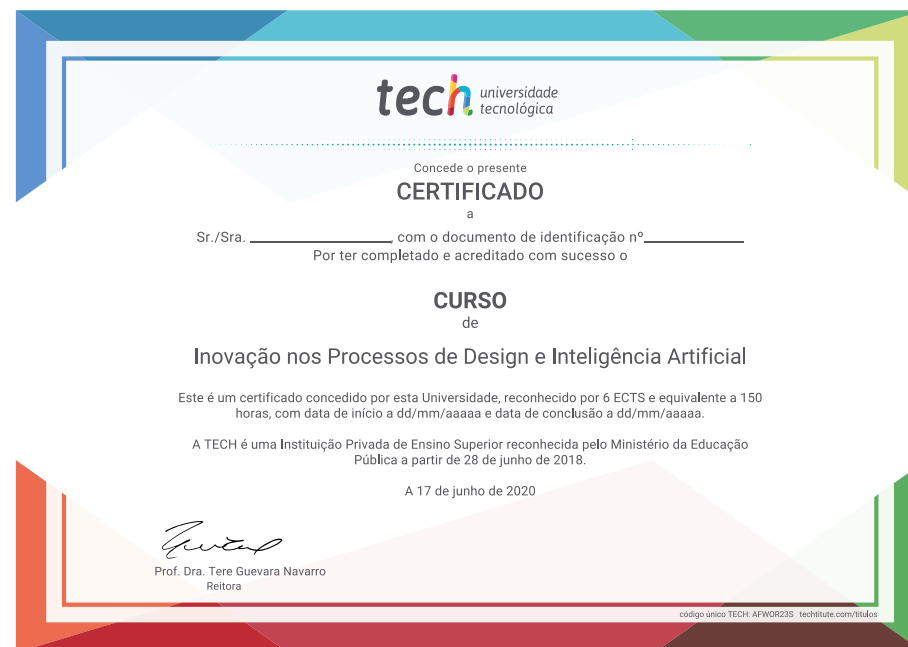 tech universidade
tecnológica
Concede o presente
CERTIFICADO
a
Sr./Sra. ____________________, com o documento de identificação nº______________
Por ter completado e acreditado com sucesso o
CURSO
de
Inovação nos Processos de Design e Inteligência Artificial
Este é um certificado concedido por esta Universidade, reconhecido por 6 ECTS e equivalente a 150
horas, com data de início a dd/mm/aaaaa e data de conclusão a dd/mm/aaaaa.
A TECH é uma Instituição Privada de Ensino Superior reconhecida pelo Ministério da Educação
Pública a partir de 28 de junho de 2018.
A 17 de junho de 2020
Prof. Dra. Tere Guevara Navarro
Reitora
código único TECH: AFWOR23S techtitute.com/titulos